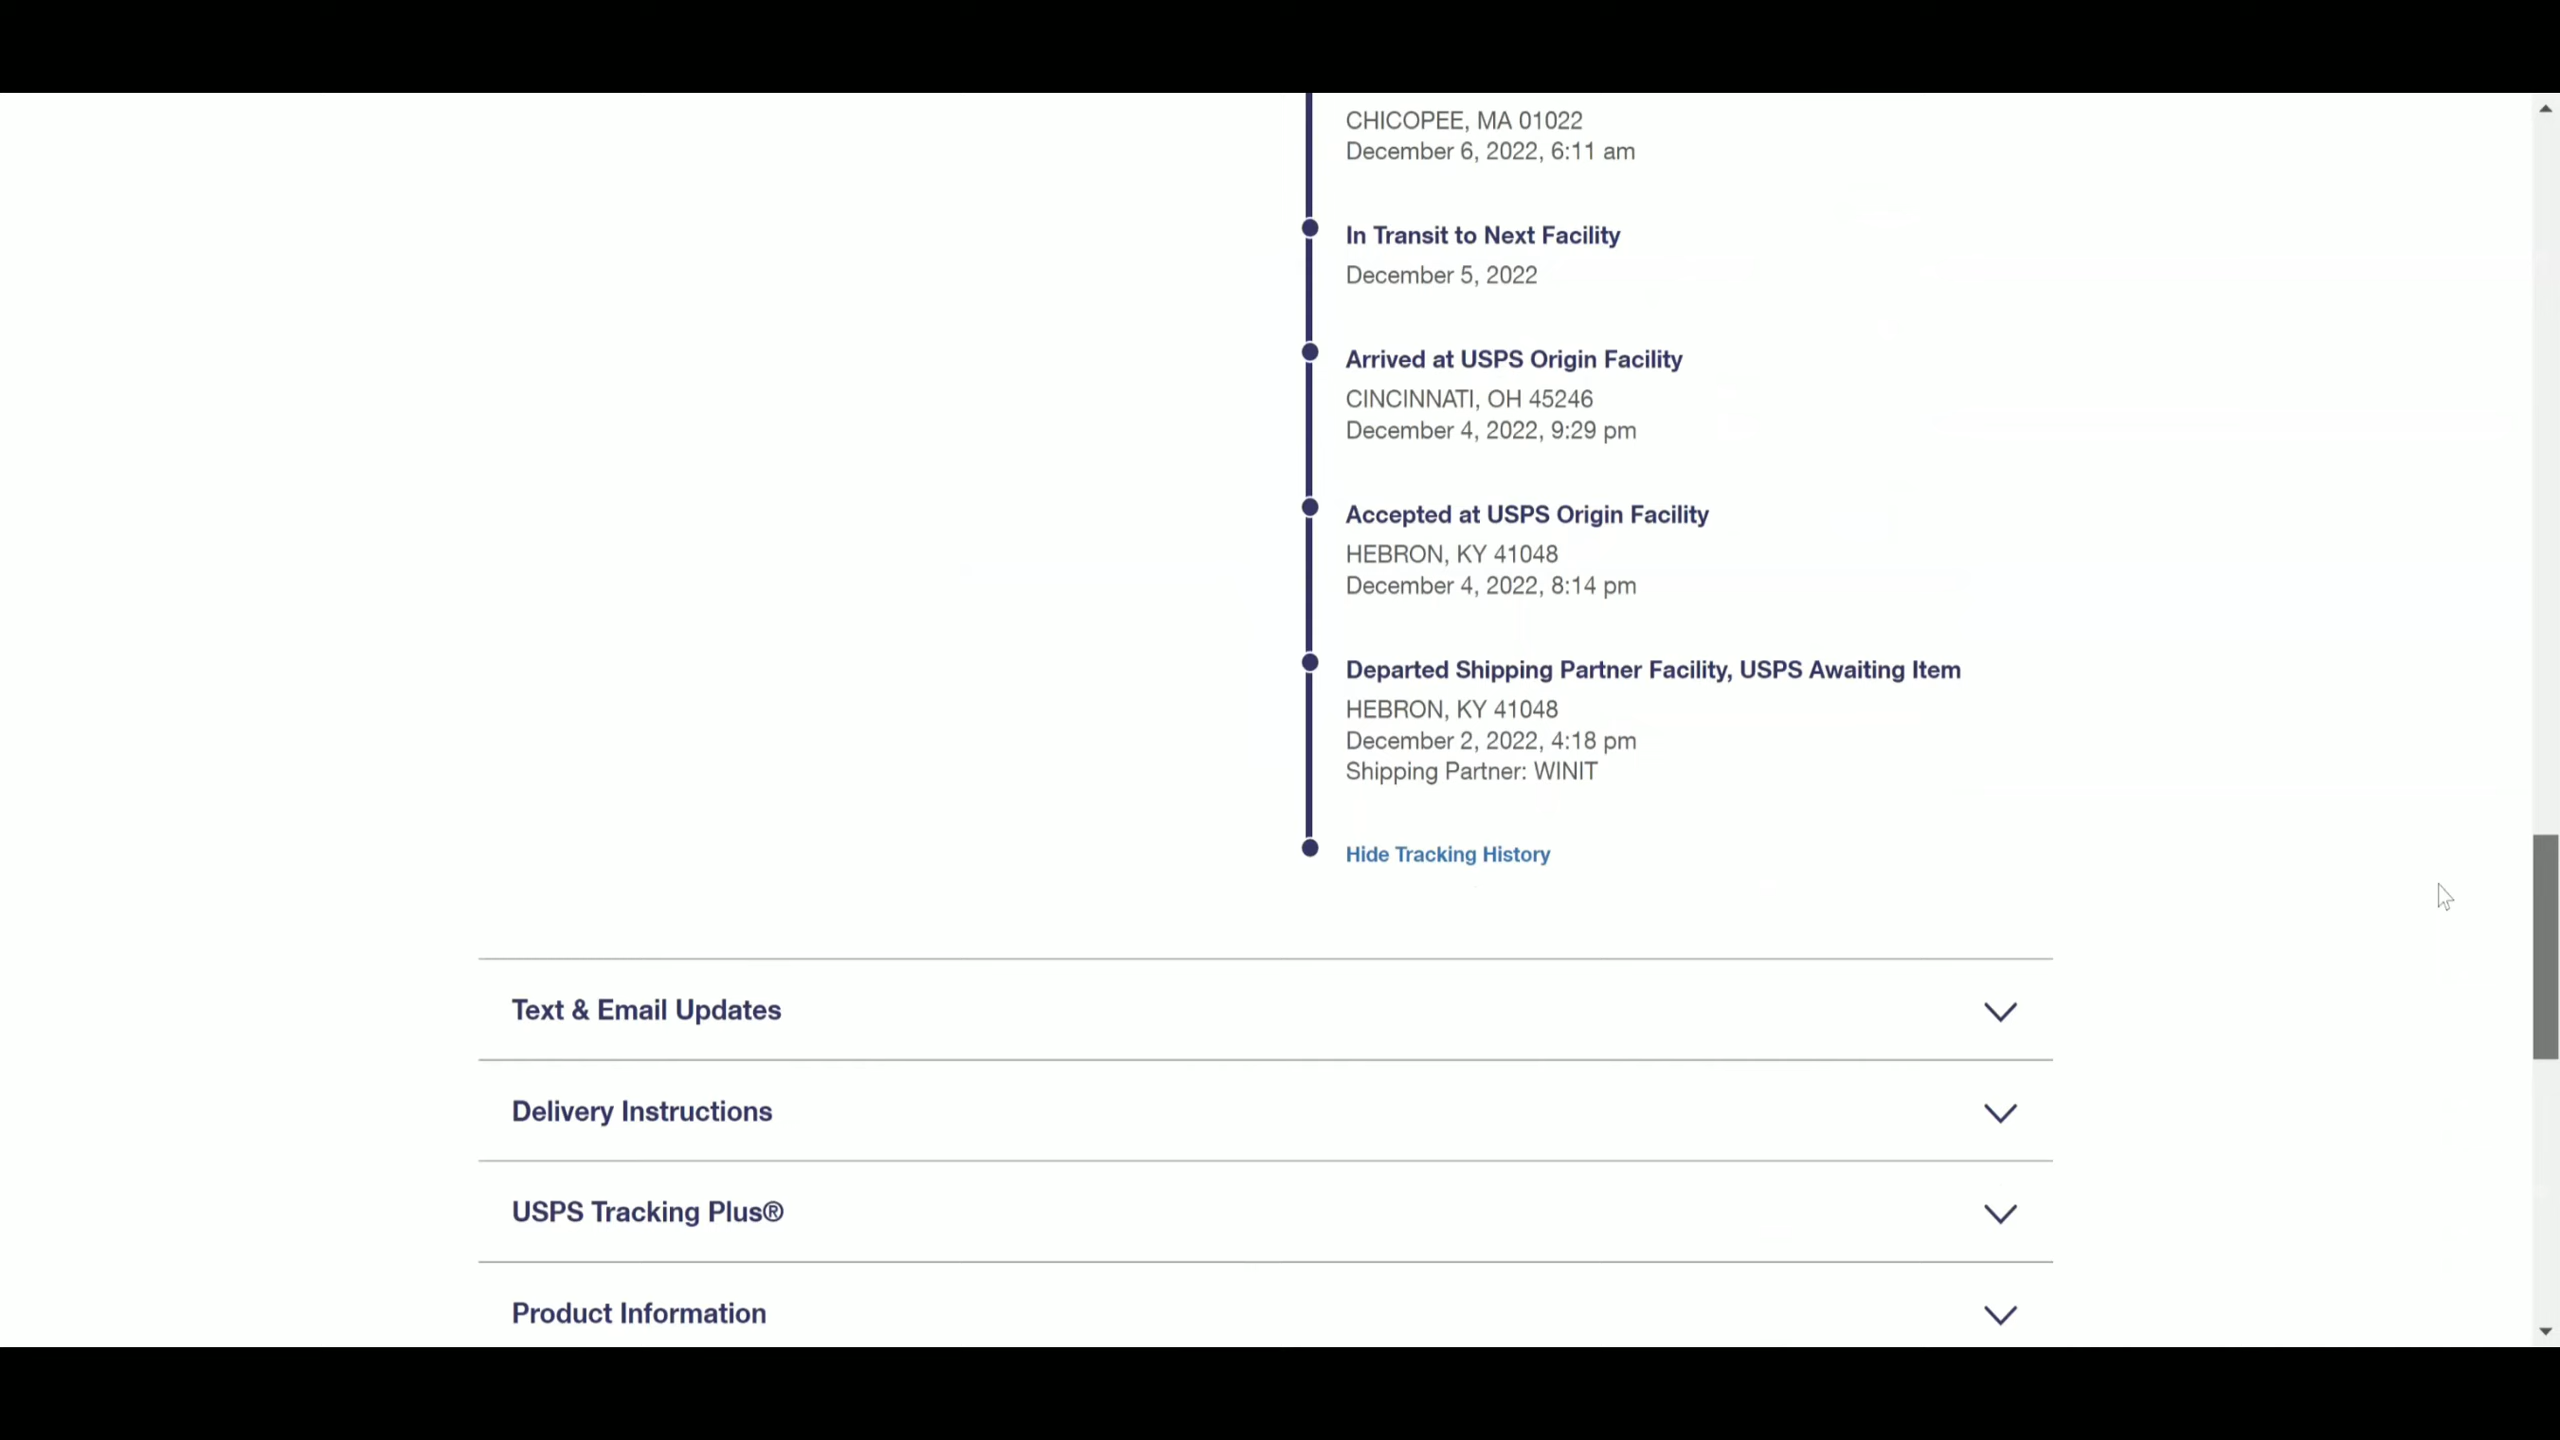 CHICOPEE, MA 01022
December 6, 2022, 6:11 am
In Transit to Next Facility
December 5, 2022
Arrived at USPS Origin Facility
CINCINNATI, OH 45246
December 4, 2022, 9:29 pm
Accepted at USPS Origin Facility
HEBRON, KY 41048
December 4, 2022, 8:14 pm
Departed Shipping Partner Facility, USPS Awaiting Item
HEBRON, KY 41048
December 2, 2022, 4:18 pm
Shipping Partner: WINIT
Hide Tracking History
Text & Email Updates
Delivery Instructions
USPS Tracking Plus®
Product Information